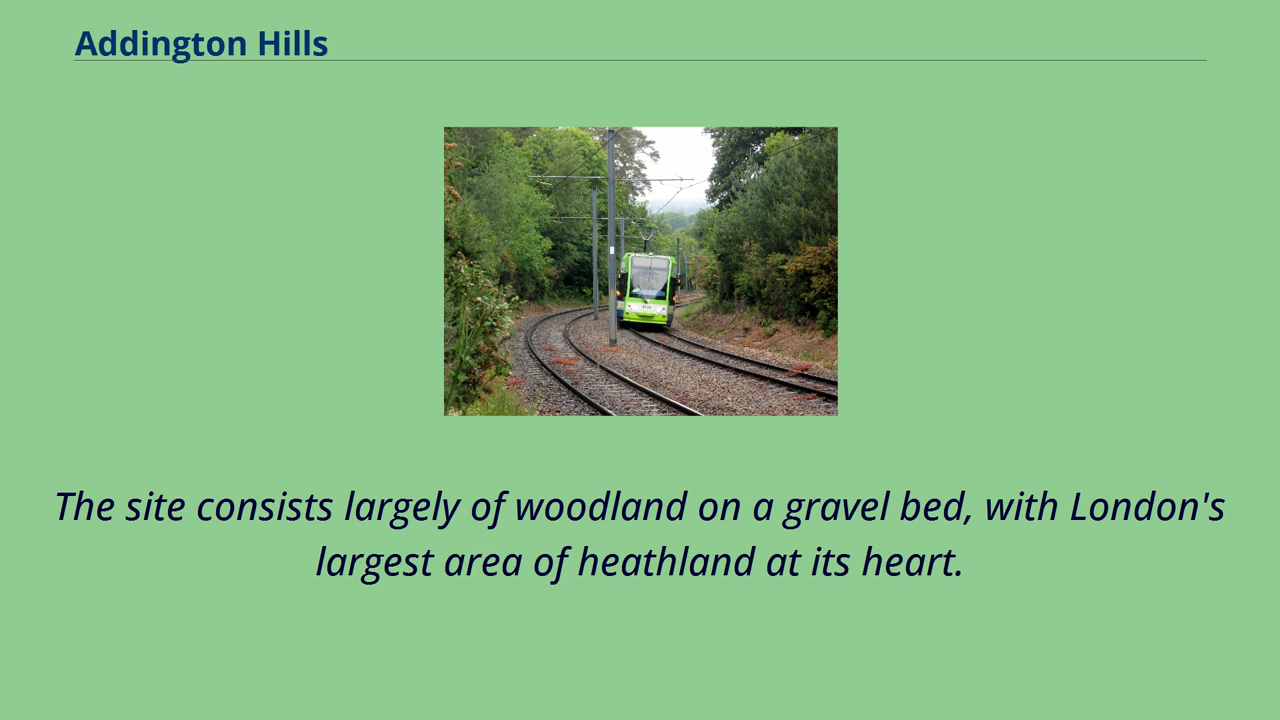 Addington Hills
The site consists largely of woodland on a gravel bed, with London's
largest area of heathland at its heart.